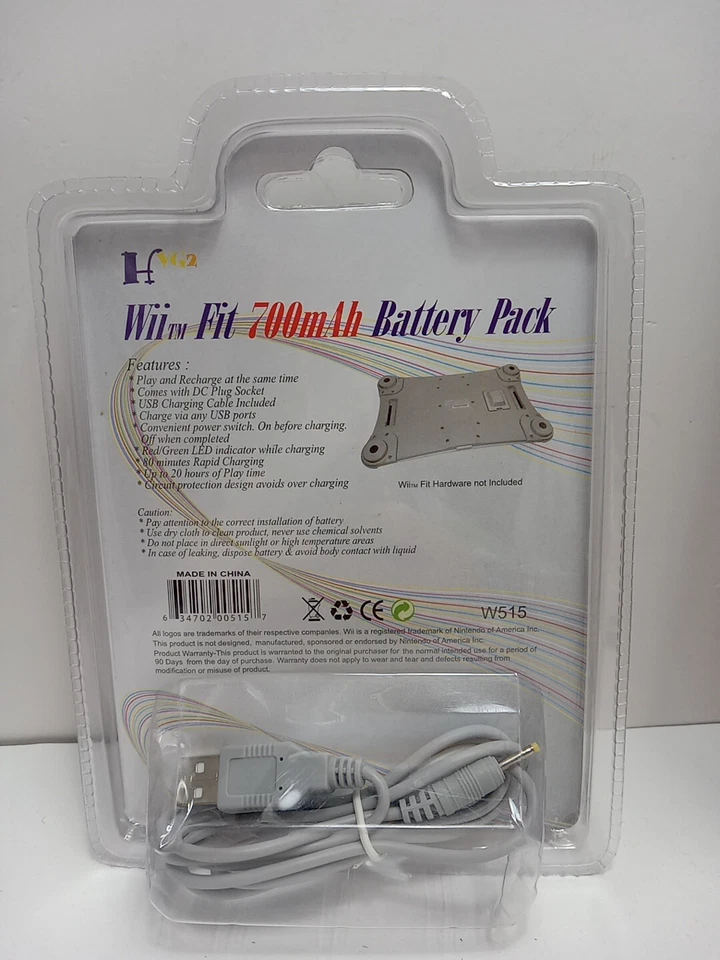 H VG2
Wii™ Fit 700mAh Battery Pack
Features :
* Play and Recharge at the same time
* Comes with DC Plug Socket
* USB Charging Cable Included
* Charge via any USB ports
* Convenient power switch. On before charging.
Off when completed
* Red/Green LED indicator while charging
* 80 minutes Rapid Charging
* Up to 20 hours of Play time
* Circuit protection design avoids over charging
Wii™ Fit Hardware not Included
Caution:
* Pay attention to the correct installation of battery
* Use dry cloth to clean product, never use chemical solvents
* Do not place in direct sunlight or high temperature areas
* In case of leaking, dispose battery & avoid body contact with liquid
MADE IN CHINA
6 34702 00515 7
CE
W515
All logos are trademarks of their respective companies. Wii is a registered trademark of Nintendo of America Inc.
This product is not designed, manufactured, sponsored or endorsed by Nintendo of America Inc.
Product Warranty-This product is warranted to the original purchaser for the normal intended use for a period of
90 Days from the day of purchase. Warranty does not apply to wear and tear and defects resulting from
modification or misuse of product.